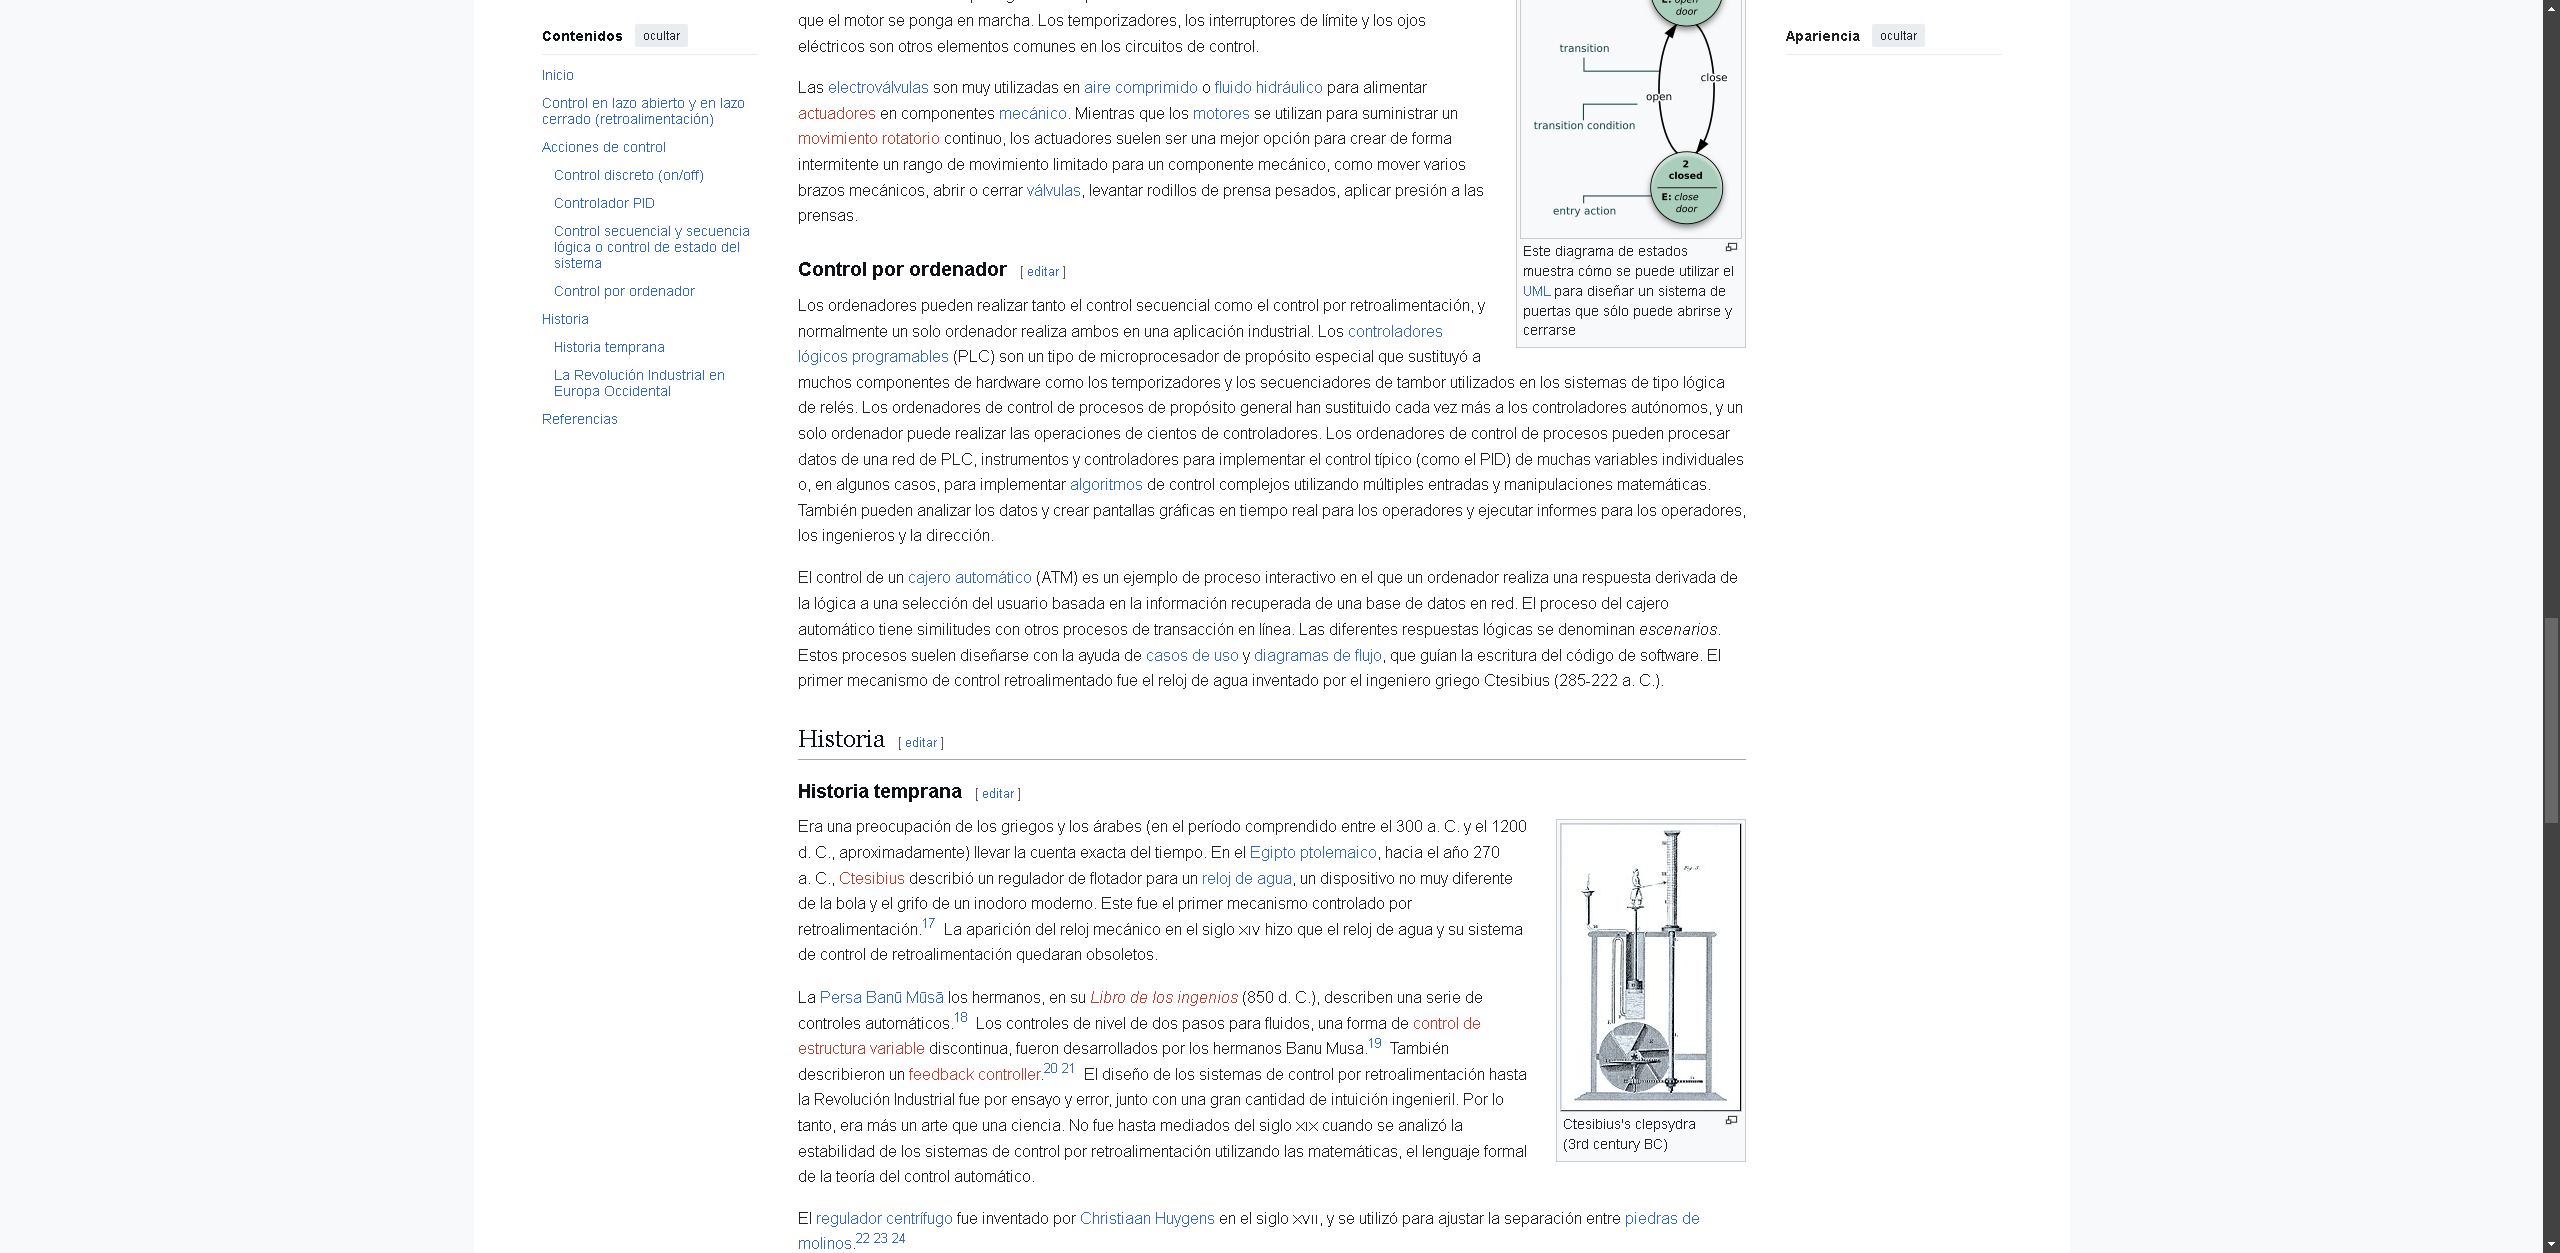 Contenidos ocultar
Inicio
Control en lazo abierto y en lazo
cerrado (retroalimentación)
Acciones de control
Control discreto (on/off)
Controlador PID
Control secuencial y secuencia
lógica o control de estado del
sistema
Control por ordenador
Historia
Historia temprana
La Revolución Industrial en
Europa Occidental
Referencias
que el motor se ponga en marcha. Los temporizadores, los interruptores de límite y los ojos
eléctricos son otros elementos comunes en los circuitos de control.
Las electroválvulas son muy utilizadas en aire comprimido o fluido hidráulico para alimentar
actuadores en componentes mecánico. Mientras que los motores se utilizan para suministrar un
movimiento rotatorio continuo, los actuadores suelen ser una mejor opción para crear de forma
intermitente un rango de movimiento limitado para un componente mecánico, como mover varios
brazos mecánicos, abrir o cerrar válvulas, levantar rodillos de prensa pesados, aplicar presión a las
prensas.
door
transition
close
open
transition condition
2
closed
E: close
door
entry action
Este diagrama de estados
muestra cómo se puede utilizar el
UML para diseñar un sistema de
puertas que sólo puede abrirse y
cerrarse
Control por ordenador [ editar ]
Los ordenadores pueden realizar tanto el control secuencial como el control por retroalimentación, y
normalmente un solo ordenador realiza ambos en una aplicación industrial. Los controladores
lógicos programables (PLC) son un tipo de microprocesador de propósito especial que sustituyó a
muchos componentes de hardware como los temporizadores y los secuenciadores de tambor utilizados en los sistemas de tipo lógica
de relés. Los ordenadores de control de procesos de propósito general han sustituido cada vez más a los controladores autónomos, y un
solo ordenador puede realizar las operaciones de cientos de controladores. Los ordenadores de control de procesos pueden procesar
datos de una red de PLC, instrumentos y controladores para implementar el control típico (como el PID) de muchas variables individuales
o, en algunos casos, para implementar algoritmos de control complejos utilizando múltiples entradas y manipulaciones matemáticas.
También pueden analizar los datos y crear pantallas gráficas en tiempo real para los operadores y ejecutar informes para los operadores,
los ingenieros y la dirección.
El control de un cajero automático (ATM) es un ejemplo de proceso interactivo en el que un ordenador realiza una respuesta derivada de
la lógica a una selección del usuario basada en la información recuperada de una base de datos en red. El proceso del cajero
automático tiene similitudes con otros procesos de transacción en línea. Las diferentes respuestas lógicas se denominan escenarios.
Estos procesos suelen diseñarse con la ayuda de casos de uso y diagramas de flujo, que guían la escritura del código de software. El
primer mecanismo de control retroalimentado fue el reloj de agua inventado por el ingeniero griego Ctesibius (285-222 a. C.).
Historia [ editar ]
Historia temprana [ editar ]
Era una preocupación de los griegos y los árabes (en el período comprendido entre el 300 a. C. y el 1200
d. C., aproximadamente) llevar la cuenta exacta del tiempo. En el Egipto ptolemaico, hacia el año 270
a. C., Ctesibius describió un regulador de flotador para un reloj de agua, un dispositivo no muy diferente
de la bola y el grifo de un inodoro moderno. Este fue el primer mecanismo controlado por
retroalimentación.17 La aparición del reloj mecánico en el siglo XIV hizo que el reloj de agua y su sistema
de control de retroalimentación quedaran obsoletos.
La Persa Banū Mūsā los hermanos, en su Libro de los ingenios (850 d. C.), describen una serie de
controles automáticos.18 Los controles de nivel de dos pasos para fluidos, una forma de control de
estructura variable discontinua, fueron desarrollados por los hermanos Banu Musa.19 También
describieron un feedback controller.20 21 El diseño de los sistemas de control por retroalimentación hasta
la Revolución Industrial fue por ensayo y error, junto con una gran cantidad de intuición ingenieril. Por lo
tanto, era más un arte que una ciencia. No fue hasta mediados del siglo XIX cuando se analizó la
estabilidad de los sistemas de control por retroalimentación utilizando las matemáticas, el lenguaje formal
de la teoría del control automático.
Ctesibius's clepsydra
(3rd century BC)
El regulador centrífugo fue inventado por Christiaan Huygens en el siglo XVII, y se utilizó para ajustar la separación entre piedras de
molinos.22 23 24
Apariencia ocultar